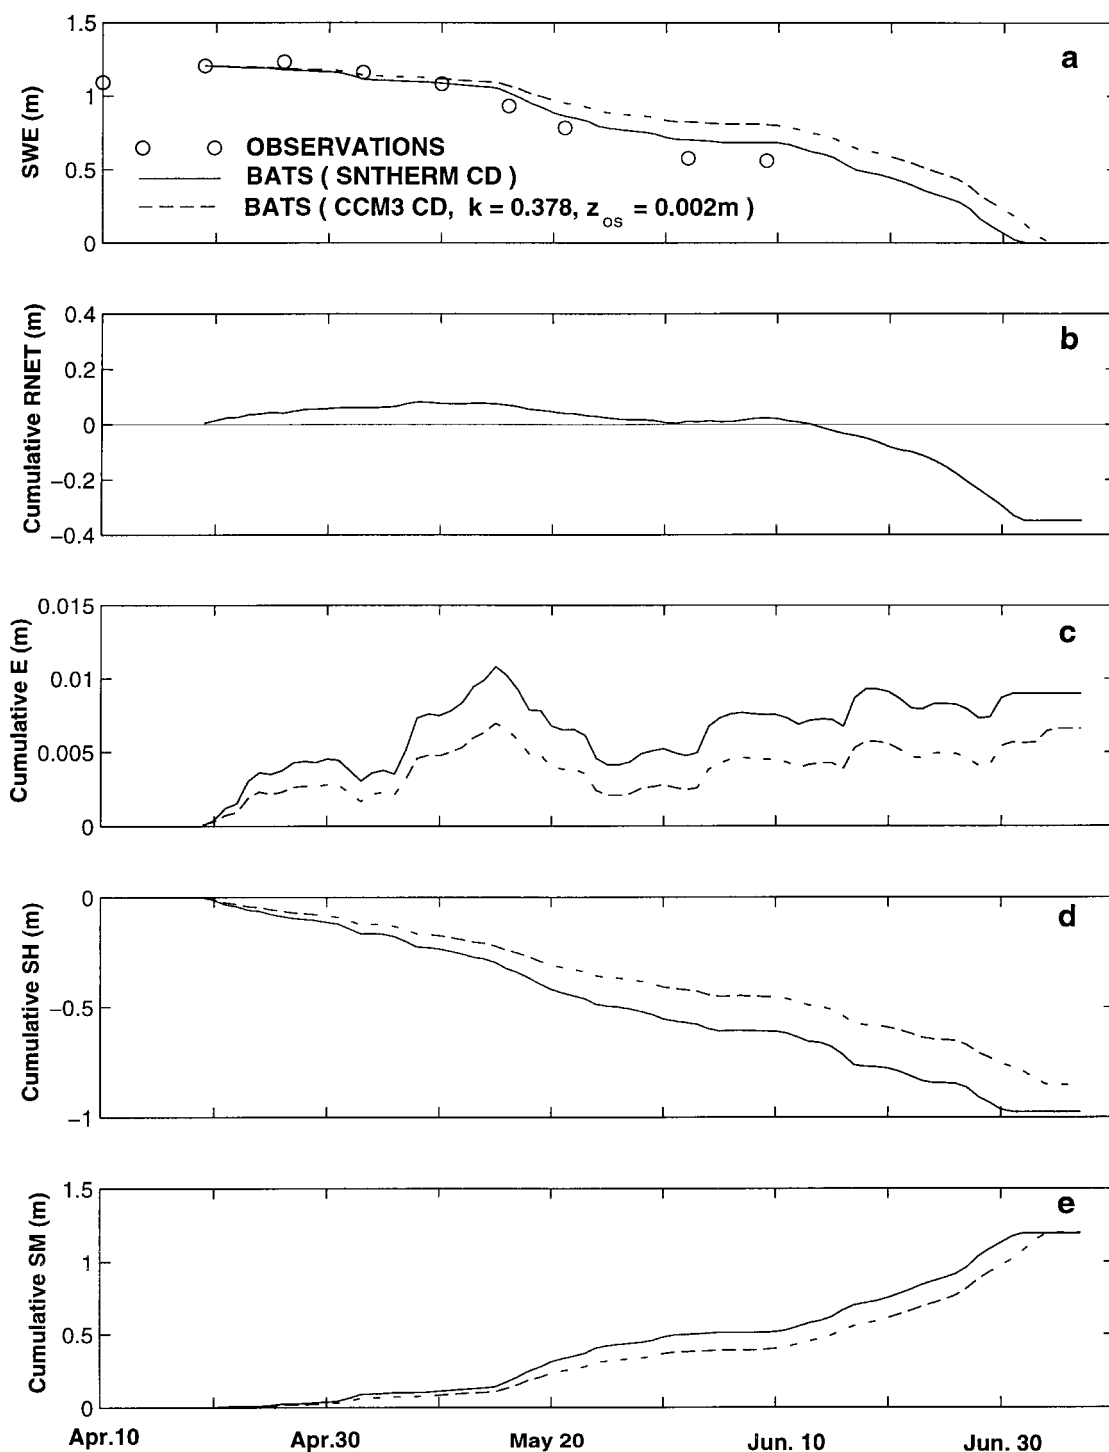 1.5
a
1
SWE (m)
OBSERVATIONS
BATS ( SNTHERM CD )
0.5
BATS ( CCM3 CD, k = 0.378, z_os = 0.002m )
0
0.4
b
0.2
Cumulative RNET (m)
0
−0.2
−0.4
0.015
c
0.01
Cumulative E (m)
0.005
0
0
d
Cumulative SH (m)
−0.5
−1
1.5
e
1
Cumulative SM (m)
0.5
0
Apr.10 Apr.30 May 20 Jun. 10 Jun. 30